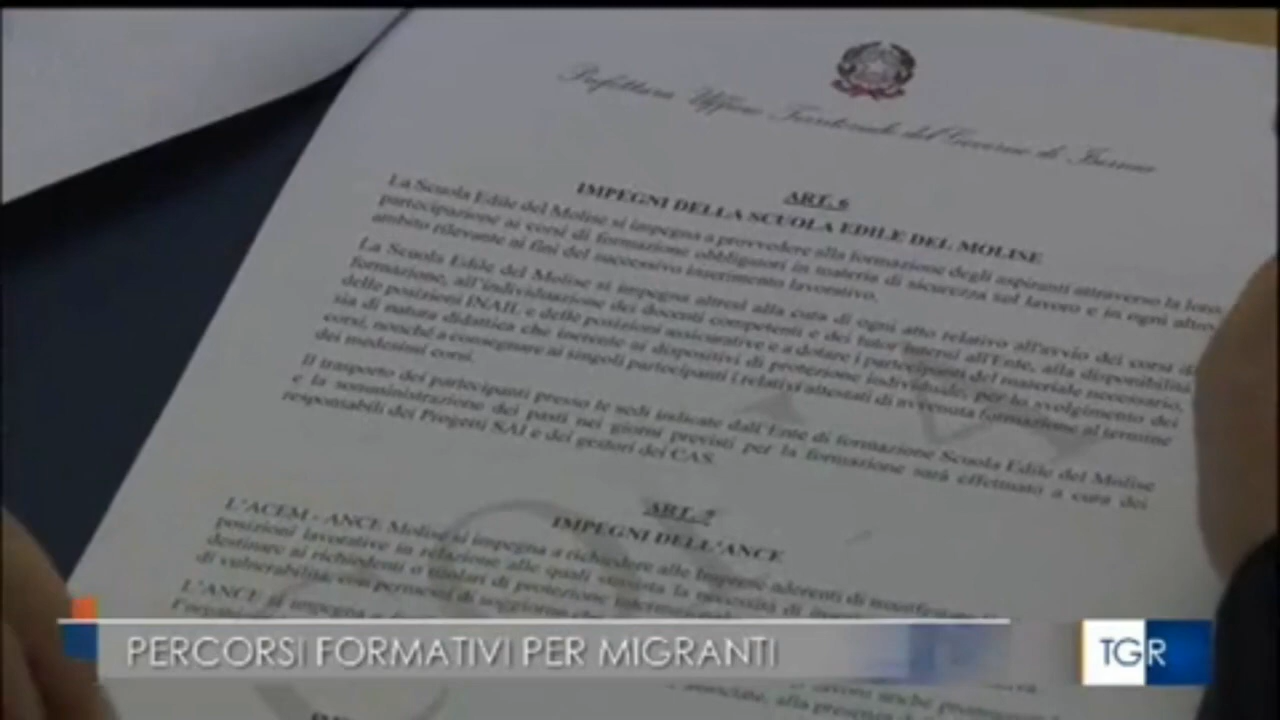 Prefettura Ufficio Territoriale del Governo di Isernia
ART. 6
IMPEGNI DELLA SCUOLA EDILE DEL MOLISE
La Scuola Edile del Molise si impegna a provvedere alla formazione degli aspiranti attraverso la loro
partecipazione ai corsi di formazione obbligatori in materia di sicurezza sul lavoro e in ogni altro
ambito rilevante ai fini del successivo inserimento lavorativo.
La Scuola Edile del Molise si impegna altresì alla cura di ogni atto relativo all'avvio dei corsi di
formazione, all'individuazione dei docenti competenti e dei tutor interni all'Ente, alla disponibilità
delle posizioni INAIL e delle posizioni assicurative e a dotare i partecipanti del materiale necessario,
sia di natura didattica che inerente ai dispositivi di protezione individuale, per lo svolgimento dei
corsi, nonché a consegnare ai singoli partecipanti i relativi attestati di avvenuta formazione al termine
dei medesimi corsi.
Il trasporto dei partecipanti presso le sedi indicate dall'Ente di formazione Scuola Edile del Molise
e la somministrazione dei pasti nei giorni previsti per la formazione sarà effettuato a cura dei
responsabili dei Progetti SAI e dei gestori dei CAS.
ART. 7
IMPEGNI DELL'ANCE
L'ACEM - ANCE Molise si impegna a richiedere alle Imprese aderenti di manifestare
posizioni lavorative in relazione alle quali sussista la necessità di
destinare ai richiedenti o titolari di protezione
di vulnerabilità con permessi di soggiorno che
L'ANCE si impegna a
lavoro anche
alla presenza
PERCORSI FORMATIVI PER MIGRANTI
TGR